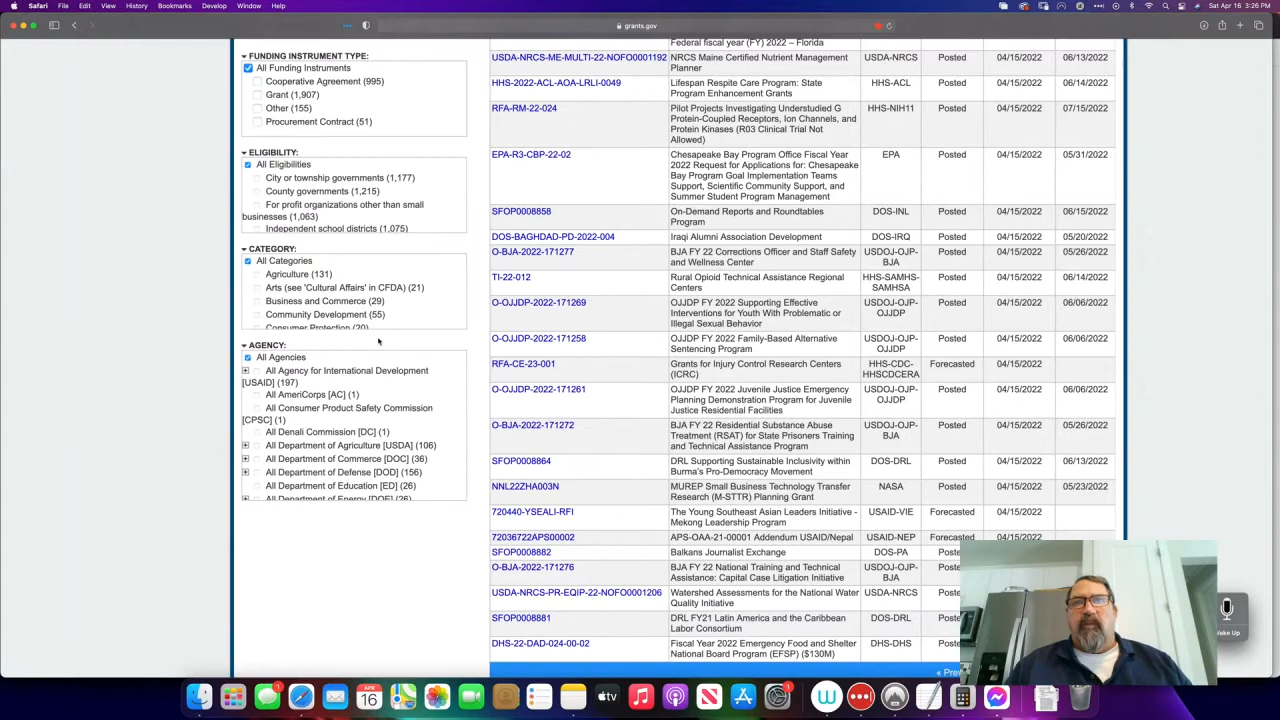 Safari File Edit View History Bookmarks Develop Window Help Sat Apr 16 3:26 PM
grants.gov
FUNDING INSTRUMENT TYPE:
All Funding Instruments
Cooperative Agreement (995)
Grant (1,907)
Other (155)
Procurement Contract (51)
ELIGIBILITY:
All Eligibilities
City or township governments (1,177)
County governments (1,215)
For profit organizations other than small
businesses (1,063)
Independent school districts (1,075)
CATEGORY:
All Categories
Agriculture (131)
Arts (see 'Cultural Affairs' in CFDA) (21)
Business and Commerce (29)
Community Development (55)
Consumer Protection (20)
AGENCY:
All Agencies
All Agency for International Development
[USAID] (197)
All AmeriCorps [AC] (1)
All Consumer Product Safety Commission
[CPSC] (1)
All Denali Commission [DC] (1)
All Department of Agriculture [USDA] (106)
All Department of Commerce [DOC] (36)
All Department of Defense [DOD] (156)
All Department of Education [ED] (26)
All Department of Energy [DOE] (26)
Federal fiscal year (FY) 2022 – Florida
USDA-NRCS-ME-MULTI-22-NOFO0001192 NRCS Maine Certified Nutrient Management USDA-NRCS Posted 04/15/2022 06/13/2022
Planner
HHS-2022-ACL-AOA-LRLI-0049 Lifespan Respite Care Program: State HHS-ACL Posted 04/15/2022 06/14/2022
Program Enhancement Grants
RFA-RM-22-024 Pilot Projects Investigating Understudied G HHS-NIH11 Posted 04/15/2022 07/15/2022
Protein-Coupled Receptors, Ion Channels, and
Protein Kinases (R03 Clinical Trial Not
Allowed)
EPA-R3-CBP-22-02 Chesapeake Bay Program Office Fiscal Year EPA Posted 04/15/2022 05/31/2022
2022 Request for Applications for: Chesapeake
Bay Program Goal Implementation Teams
Support, Scientific Community Support, and
Summer Student Program Management
SFOP0008858 On-Demand Reports and Roundtables DOS-INL Posted 04/15/2022 06/15/2022
Program
DOS-BAGHDAD-PD-2022-004 Iraqi Alumni Association Development DOS-IRQ Posted 04/15/2022 05/20/2022
O-BJA-2022-171277 BJA FY 22 Corrections Officer and Staff Safety USDOJ-OJP- Posted 04/15/2022 05/26/2022
and Wellness Center BJA
TI-22-012 Rural Opioid Technical Assistance Regional HHS-SAMHS- Posted 04/15/2022 06/14/2022
Centers SAMHSA
O-OJJDP-2022-171269 OJJDP FY 2022 Supporting Effective USDOJ-OJP- Posted 04/15/2022 06/06/2022
Interventions for Youth With Problematic or OJJDP
Illegal Sexual Behavior
O-OJJDP-2022-171258 OJJDP FY 2022 Family-Based Alternative USDOJ-OJP- Posted 04/15/2022 06/06/2022
Sentencing Program OJJDP
RFA-CE-23-001 Grants for Injury Control Research Centers HHS-CDC- Forecasted 04/15/2022
(ICRC) HHSCDCERA
O-OJJDP-2022-171261 OJJDP FY 2022 Juvenile Justice Emergency USDOJ-OJP- Posted 04/15/2022 06/06/2022
Planning Demonstration Program for Juvenile OJJDP
Justice Residential Facilities
O-BJA-2022-171272 BJA FY 22 Residential Substance Abuse USDOJ-OJP- Posted 04/15/2022 05/26/2022
Treatment (RSAT) for State Prisoners Training BJA
and Technical Assistance Program
SFOP0008864 DRL Supporting Sustainable Inclusivity within DOS-DRL Posted 04/15/2022 06/13/2022
Burma's Pro-Democracy Movement
NNL22ZHA003N MUREP Small Business Technology Transfer NASA Posted 04/15/2022 05/23/2022
Research (M-STTR) Planning Grant
720440-YSEALI-RFI The Young Southeast Asian Leaders Initiative - USAID-VIE Forecasted 04/15/2022
Mekong Leadership Program
72036722APS00002 APS-OAA-21-00001 Addendum USAID/Nepal USAID-NEP Forecasted 04/15/2022
SFOP0008882 Balkans Journalist Exchange DOS-PA Poste
O-BJA-2022-171276 BJA FY 22 National Training and Technical USDOJ-OJP- Poste
Assistance: Capital Case Litigation Initiative BJA
USDA-NRCS-PR-EQIP-22-NOFO0001206 Watershed Assessments for the National Water USDA-NRCS Poste
Quality Initiative
SFOP0008881 DRL FY21 Latin America and the Caribbean DOS-DRL Poste
Labor Consortium
DHS-22-DAD-024-00-02 Fiscal Year 2022 Emergency Food and Shelter DHS-DHS Poste
National Board Program (EFSP) ($130M)
« Prev
Wake Up
APR
16
tv